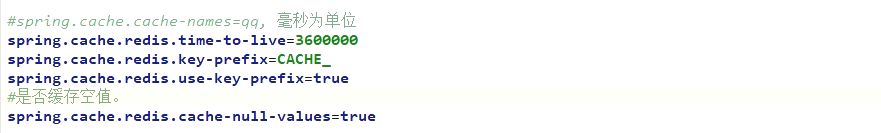 #spring.cache.cache-names=qq, 毫秒为单位
spring.cache.redis.time-to-live=3600000
spring.cache.redis.key-prefix=CACHE_
spring.cache.redis.use-key-prefix=true
#是否缓存空值。
spring.cache.redis.cache-null-values=true